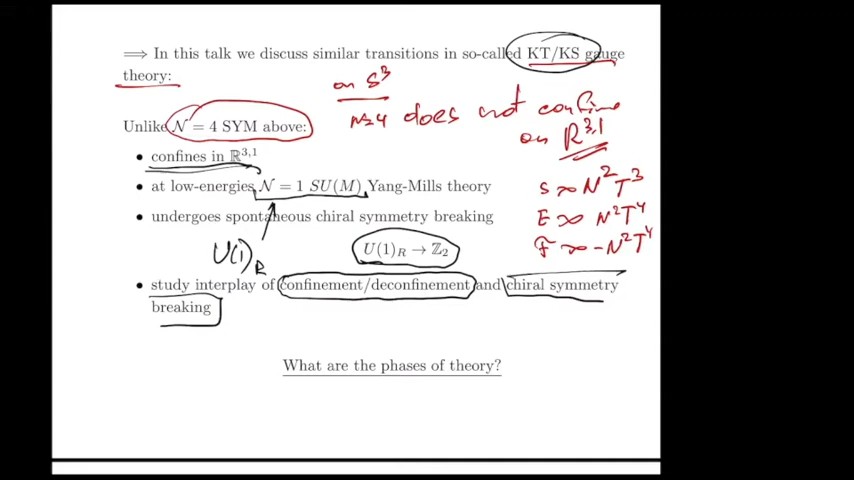 ⟹ In this talk we discuss similar transitions in so-called KT/KS gauge
theory:
on S³
N=4 does not confine
on R^{3,1}
Unlike 𝒩 = 4 SYM above:
• confines in ℝ^{3,1}
S ∝ N²T³
• at low-energies 𝒩 = 1 SU(M) Yang-Mills theory
E ∝ N²T⁴
• undergoes spontaneous chiral symmetry breaking
U(1)_R
U(1)_R → ℤ₂
F ∝ -N²T⁴
• study interplay of confinement/deconfinement and chiral symmetry
breaking
What are the phases of theory?